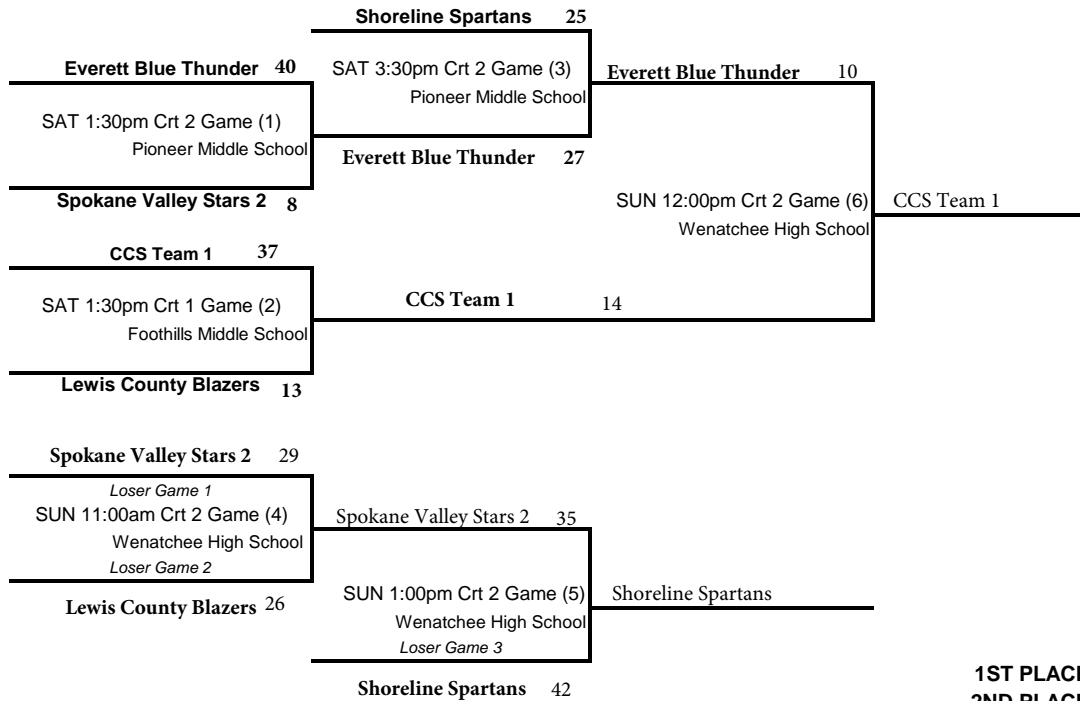 Shoreline Spartans 25
Everett Blue Thunder 40
SAT 3:30pm Crt 2 Game (3)
Everett Blue Thunder 10
Pioneer Middle School
SAT 1:30pm Crt 2 Game (1)
Pioneer Middle School
Everett Blue Thunder 27
Spokane Valley Stars 2 8
SUN 12:00pm Crt 2 Game (6)
CCS Team 1
Wenatchee High School
CCS Team 1 37
SAT 1:30pm Crt 1 Game (2)
CCS Team 1 14
Foothills Middle School
Lewis County Blazers 13
Spokane Valley Stars 2 29
Loser Game 1
SUN 11:00am Crt 2 Game (4)
Spokane Valley Stars 2 35
Wenatchee High School
Loser Game 2
Lewis County Blazers 26
SUN 1:00pm Crt 2 Game (5)
Shoreline Spartans
Wenatchee High School
Loser Game 3
Shoreline Spartans 42
1ST PLAC
2ND PLAC